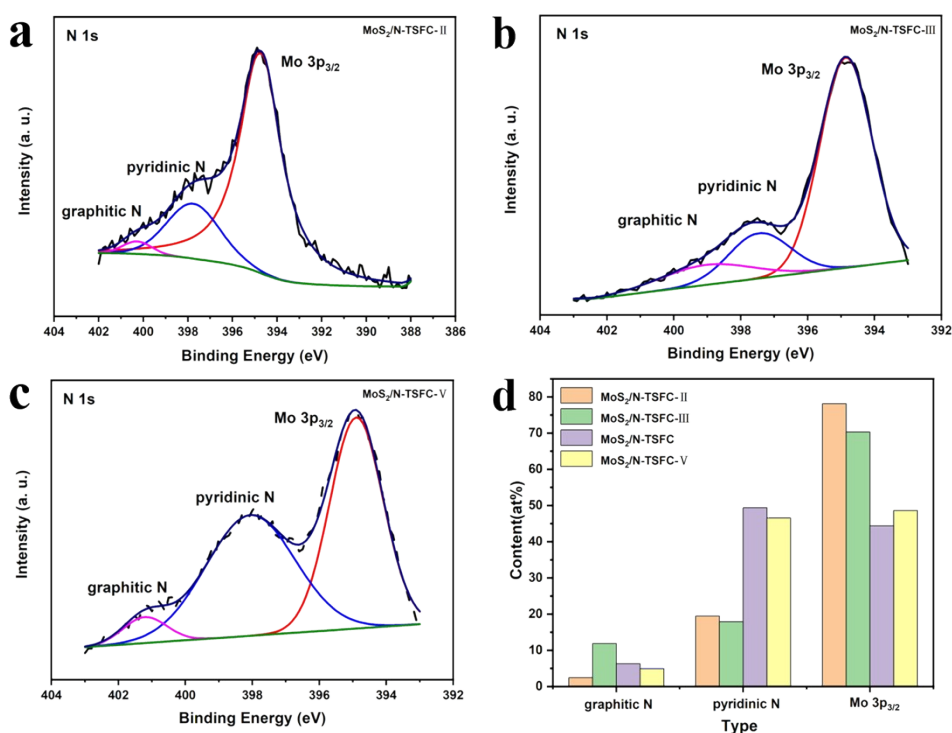 a
N 1s
MoS₂/N-TSFC-Ⅱ
Mo 3p₃/₂
pyridinic N
graphitic N
Intensity (a. u.)
404 402 400 398 396 394 392 390 388 386
Binding Energy (eV)
b
N 1s
MoS₂/N-TSFC-Ⅲ
Mo 3p₃/₂
pyridinic N
graphitic N
Intensity (a. u.)
404 402 400 398 396 394 392
Binding Energy (eV)
c
N 1s
MoS₂/N-TSFC-Ⅴ
Mo 3p₃/₂
pyridinic N
graphitic N
Intensity (a. u.)
404 402 400 398 396 394 392
Binding Energy (eV)
d
MoS₂/N-TSFC-Ⅱ
MoS₂/N-TSFC-Ⅲ
MoS₂/N-TSFC
MoS₂/N-TSFC-Ⅴ
Content(at%)
80
70
60
50
40
30
20
10
0
graphitic N pyridinic N Mo 3p₃/₂
Type